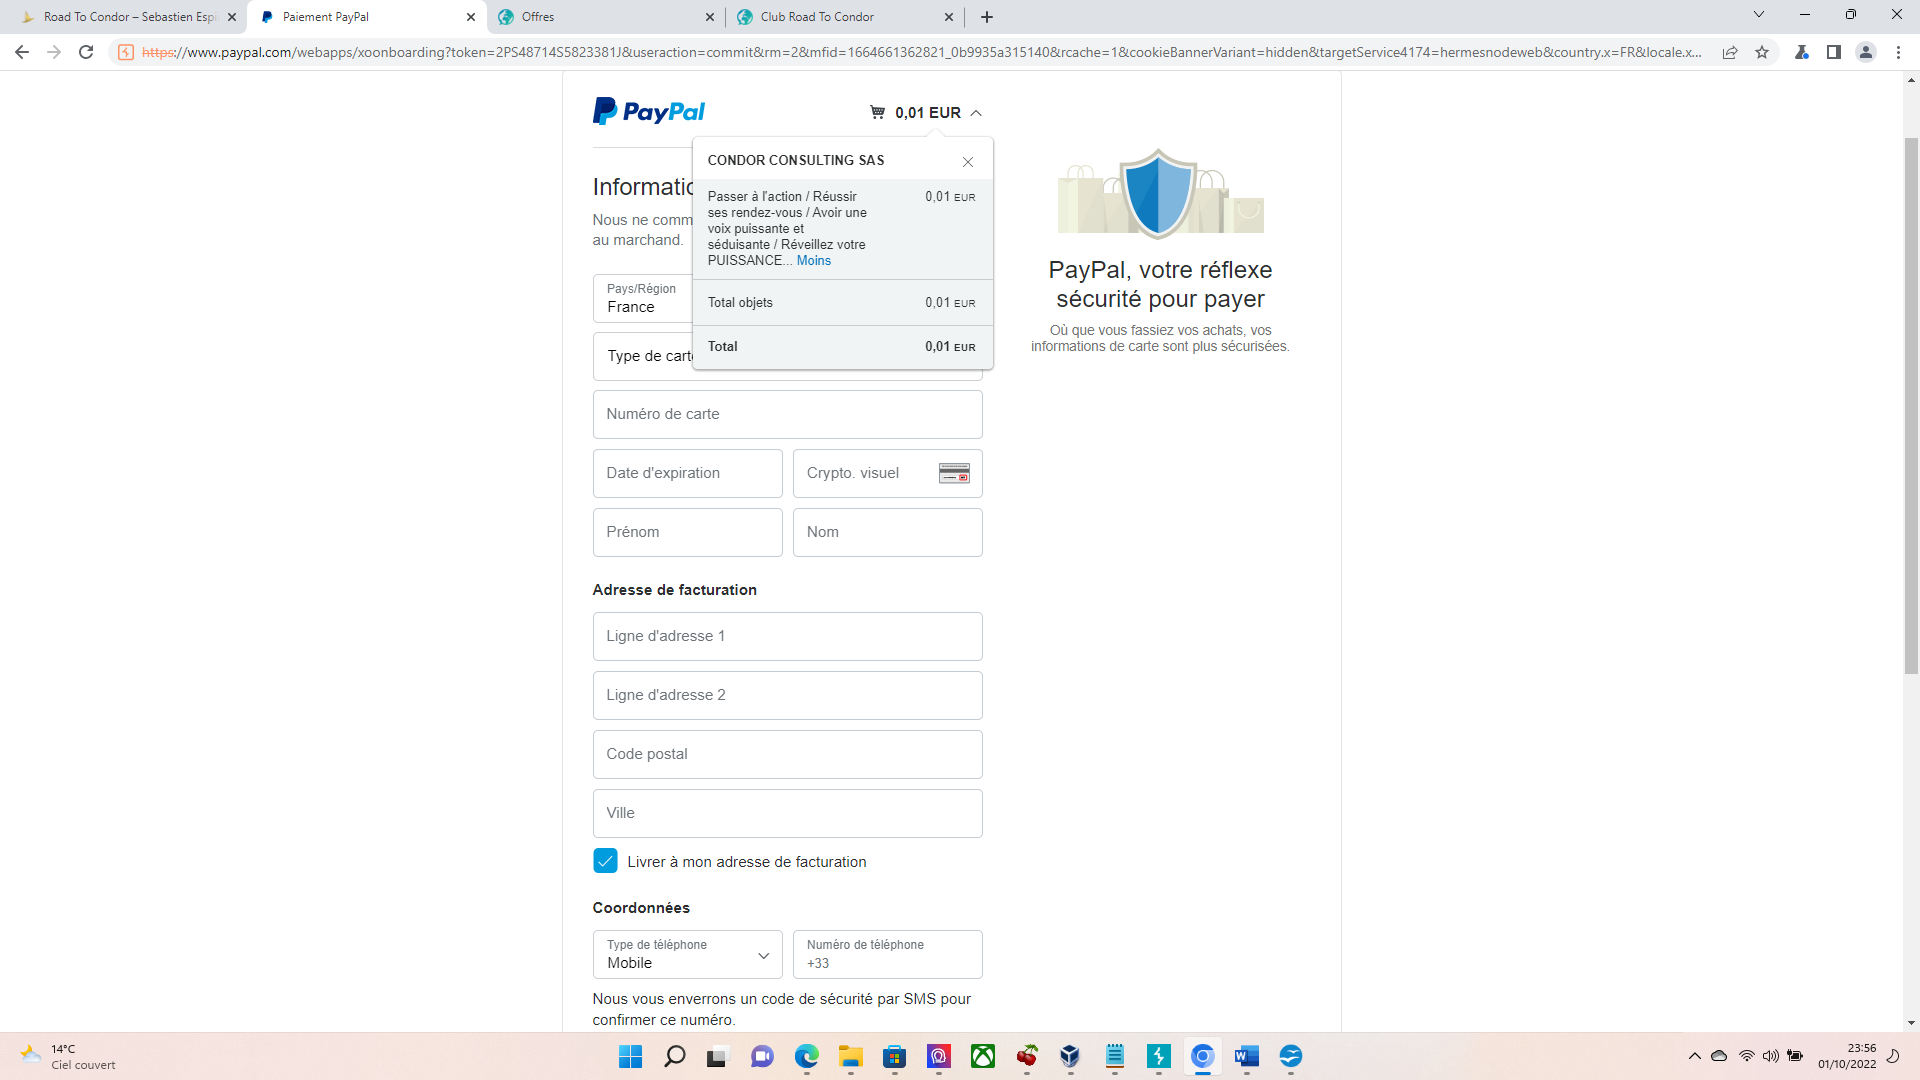 Road To Condor – Sebastien Espi
Paiement PayPal
Offres
Club Road To Condor
https://www.paypal.com/webapps/xoonboarding?token=2PS48714S5823381J&useraction=commit&rm=2&mfid=1664661362821_0b9935a315140&rcache=1&cookieBannerVariant=hidden&targetService4174=hermesnodeweb&country.x=FR&locale.x...
PayPal
0,01 EUR
CONDOR CONSULTING SAS
Passer à l'action / Réussir
ses rendez-vous / Avoir une
voix puissante et
séduisante / Réveillez votre
PUISSANCE... Moins
0,01 EUR
Total objets 0,01 EUR
Total 0,01 EUR
Informatic
Nous ne comm
au marchand.
Pays/Région
France
Type de carte
Numéro de carte
Date d'expiration
Crypto. visuel
Prénom
Nom
Adresse de facturation
Ligne d'adresse 1
Ligne d'adresse 2
Code postal
Ville
Livrer à mon adresse de facturation
Coordonnées
Type de téléphone
Mobile
Numéro de téléphone
+33
Nous vous enverrons un code de sécurité par SMS pour
confirmer ce numéro.
PayPal, votre réflexe
sécurité pour payer
Où que vous fassiez vos achats, vos
informations de carte sont plus sécurisées.
14°C
Ciel couvert
23:56
01/10/2022